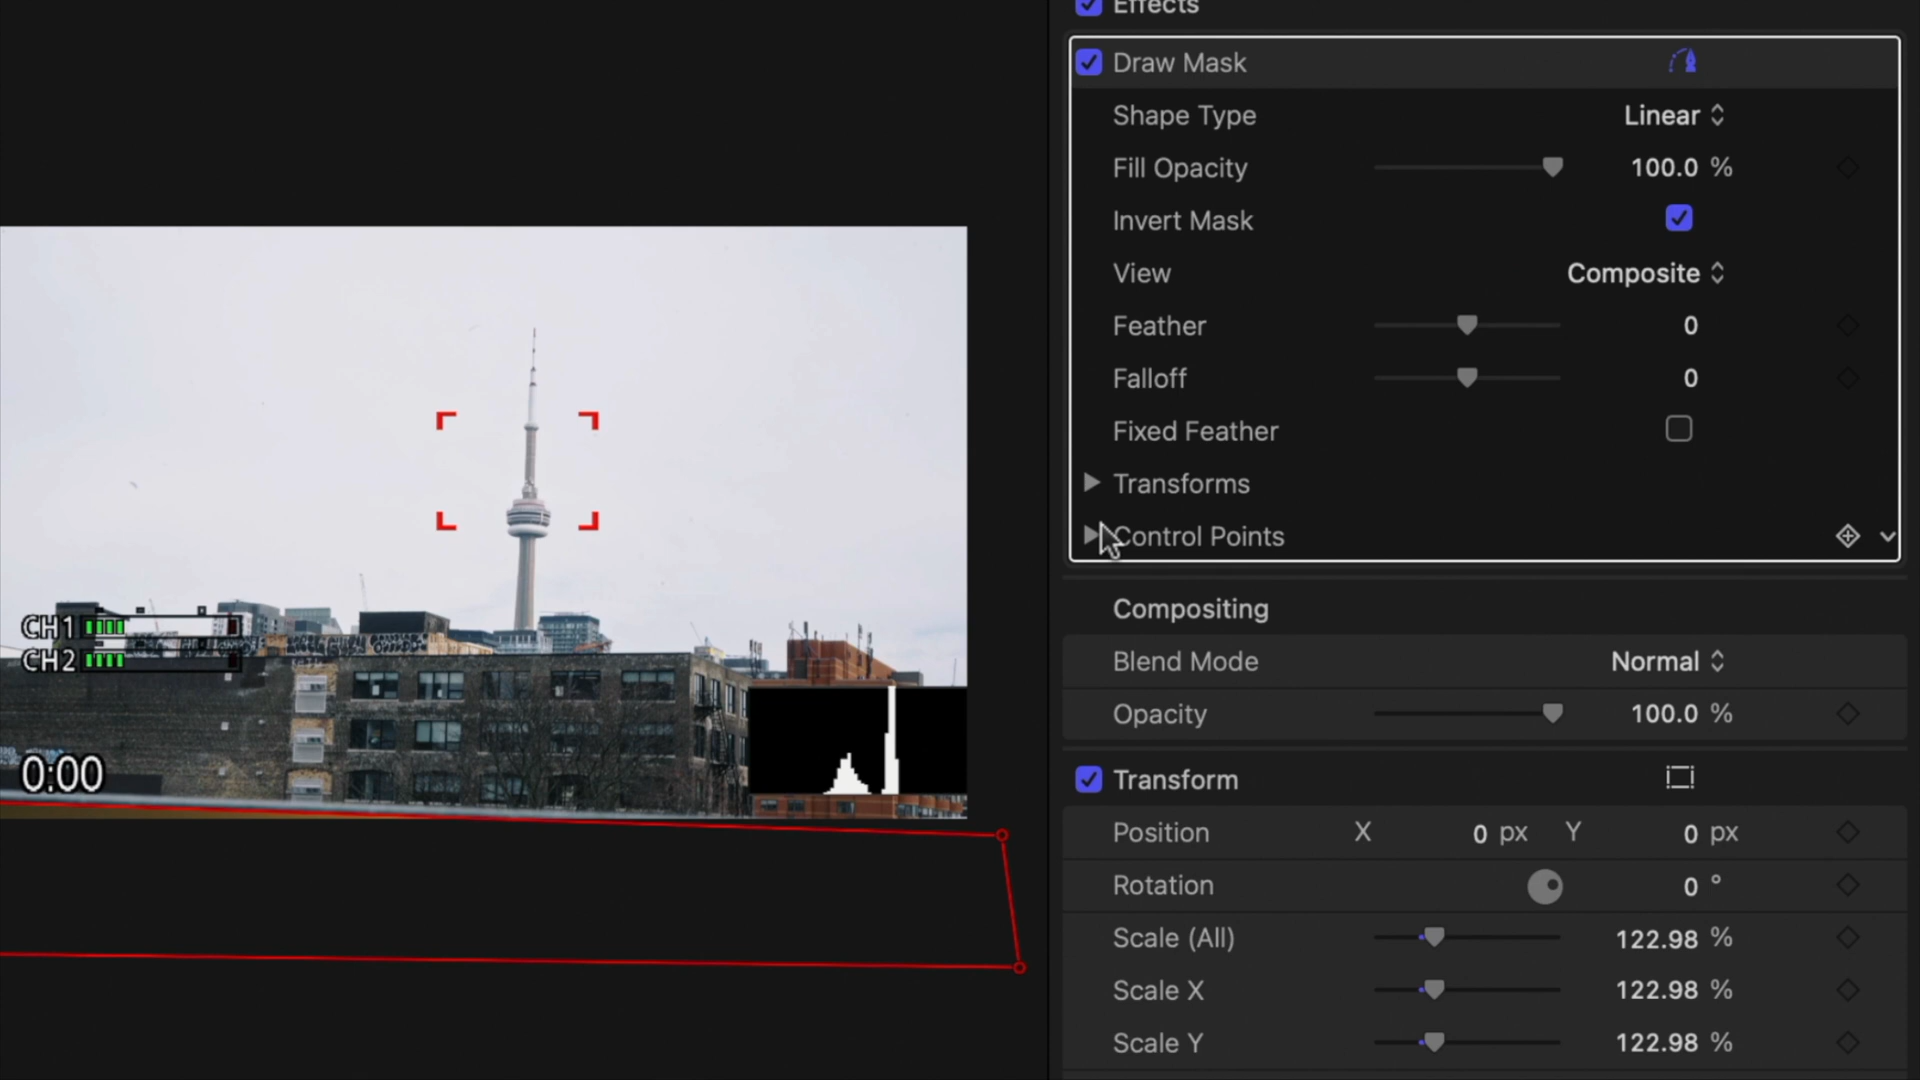 Effects
Draw Mask
Shape Type Linear
Fill Opacity 100.0 %
Invert Mask
View Composite
Feather 0
Falloff 0
Fixed Feather
Transforms
Control Points
Compositing
Blend Mode Normal
Opacity 100.0 %
Transform
Position X 0 px Y 0 px
Rotation 0 °
Scale (All) 122.98 %
Scale X 122.98 %
Scale Y 122.98 %
CH1
CH2
0:00